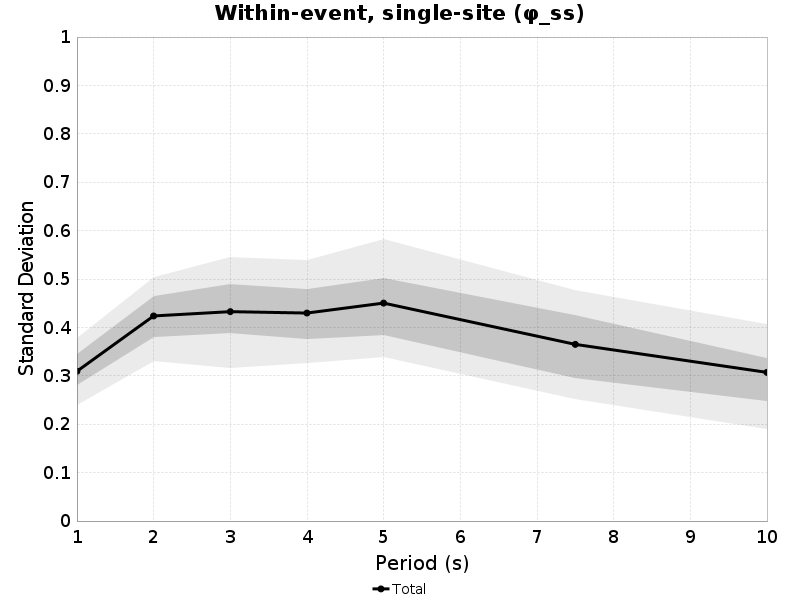 Within-event, single-site (φ_ss)
1
0.9
0.8
0.7
0.6
0.5
0.4
0.3
0.2
0.1
0
Standard Deviation
1 2 3 4 5 6 7 8 9 10
Period (s)
Total